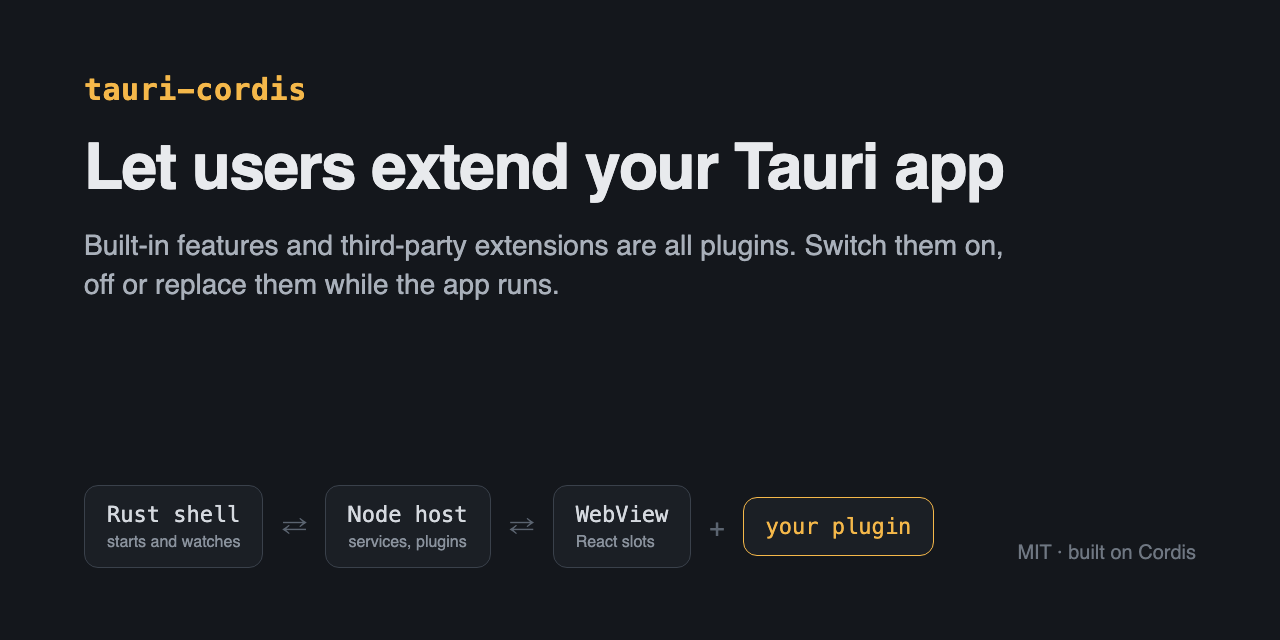 tauri-cordis
Let users extend your Tauri app
Built-in features and third-party extensions are all plugins. Switch them on,
off or replace them while the app runs.
Rust shell
starts and watches
⇄
Node host
services, plugins
⇄
WebView
React slots
+
your plugin
MIT · built on Cordis